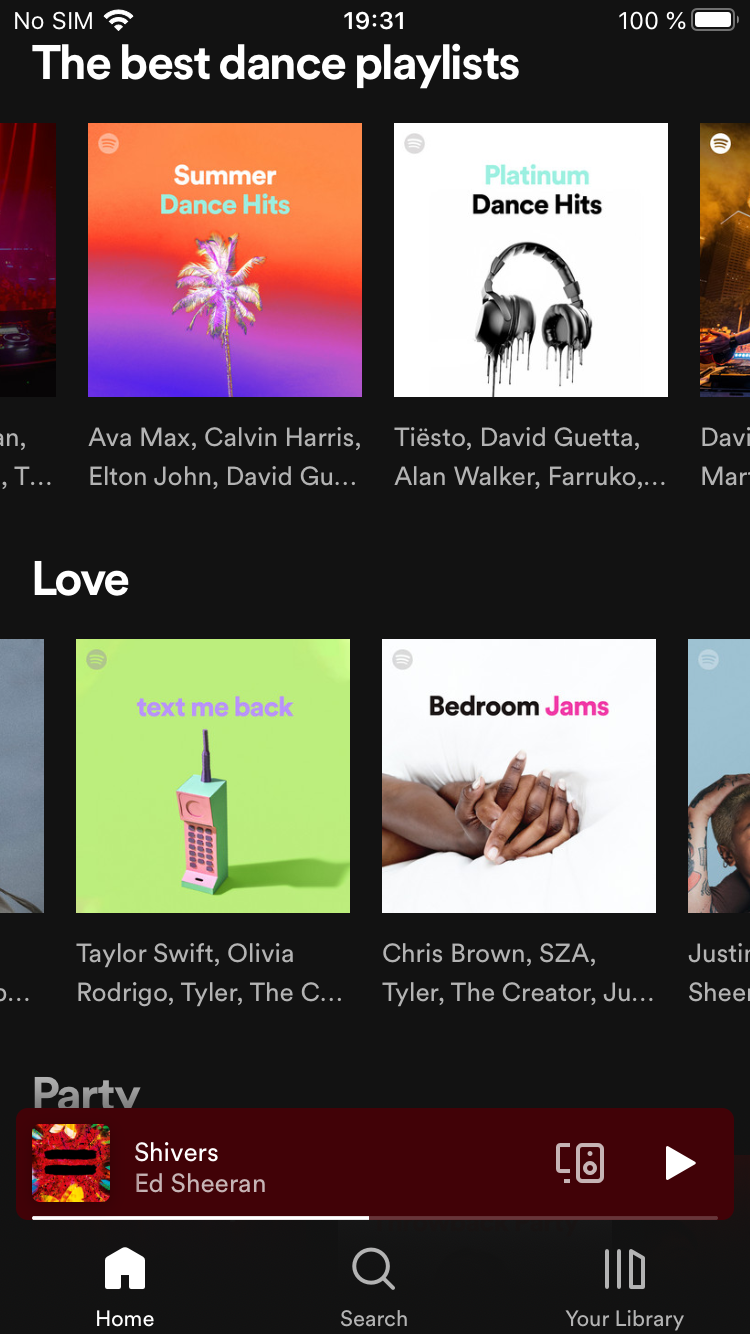 No SIM 19:31 100 %
The best dance playlists
Summer
Dance Hits
Platinum
Dance Hits
an,
, T...
Ava Max, Calvin Harris,
Elton John, David Gu...
Tiësto, David Guetta,
Alan Walker, Farruko,...
Davi
Mar
Love
text me back
Bedroom Jams
Taylor Swift, Olivia
Rodrigo, Tyler, The C...
Chris Brown, SZA,
Tyler, The Creator, Ju...
Justin
Sheer
Party
Shivers
Ed Sheeran
Home
Search
Your Library